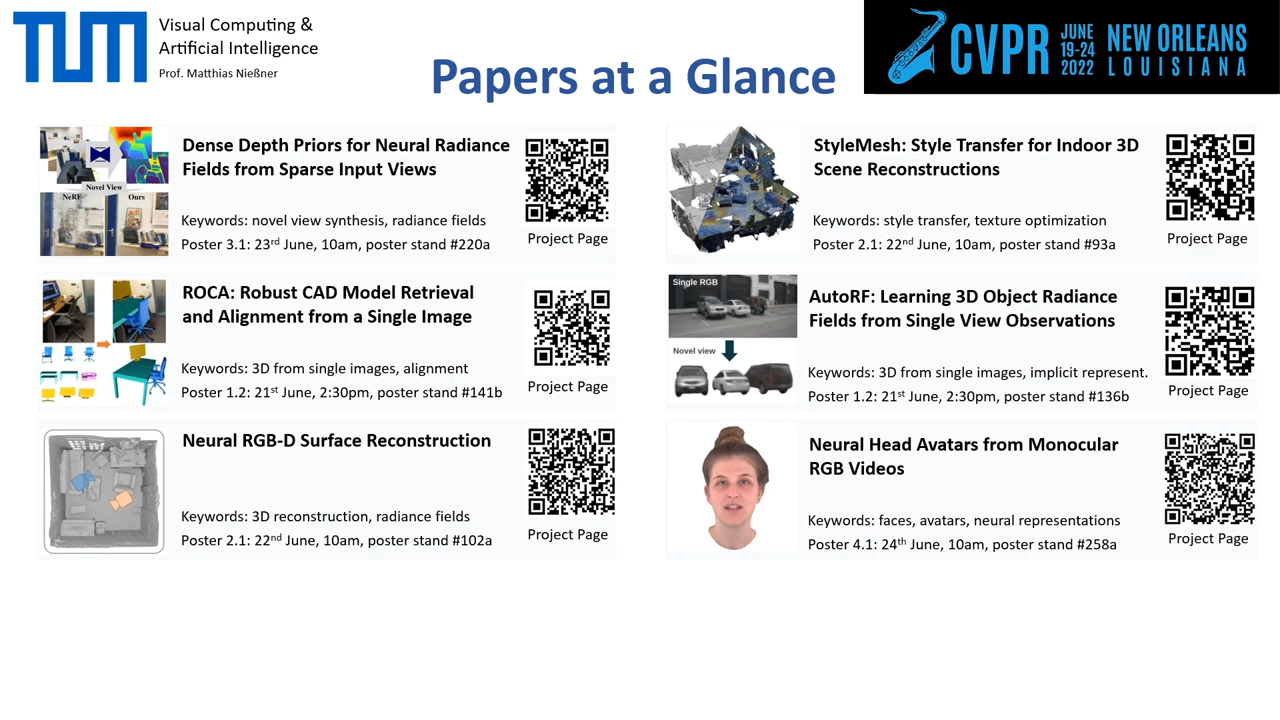 TUM
Visual Computing &
Artificial Intelligence
Prof. Matthias Nießner
Papers at a Glance
CVPR
JUNE
19-24
2022
NEW ORLEANS
LOUISIANA
Novel View
NeRF
Ours
Dense Depth Priors for Neural Radiance
Fields from Sparse Input Views
Keywords: novel view synthesis, radiance fields
Poster 3.1: 23rd June, 10am, poster stand #220a
Project Page
StyleMesh: Style Transfer for Indoor 3D
Scene Reconstructions
Keywords: style transfer, texture optimization
Poster 2.1: 22nd June, 10am, poster stand #93a
Project Page
ROCA: Robust CAD Model Retrieval
and Alignment from a Single Image
Keywords: 3D from single images, alignment
Poster 1.2: 21st June, 2:30pm, poster stand #141b
Project Page
Single RGB
Novel view
AutoRF: Learning 3D Object Radiance
Fields from Single View Observations
Keywords: 3D from single images, implicit represent.
Poster 1.2: 21st June, 2:30pm, poster stand #136b
Project Page
Neural RGB-D Surface Reconstruction
Keywords: 3D reconstruction, radiance fields
Poster 2.1: 22nd June, 10am, poster stand #102a
Project Page
Neural Head Avatars from Monocular
RGB Videos
Keywords: faces, avatars, neural representations
Poster 4.1: 24th June, 10am, poster stand #258a
Project Page